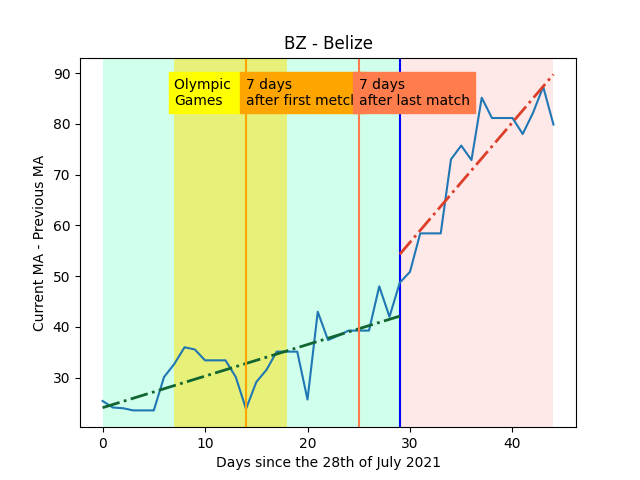 BZ - Belize
Olympic
Games
7 days
after first metch
7 days
after last match
Current MA - Previous MA
90
80
70
60
50
40
30
0
10
20
30
40
Days since the 28th of July 2021